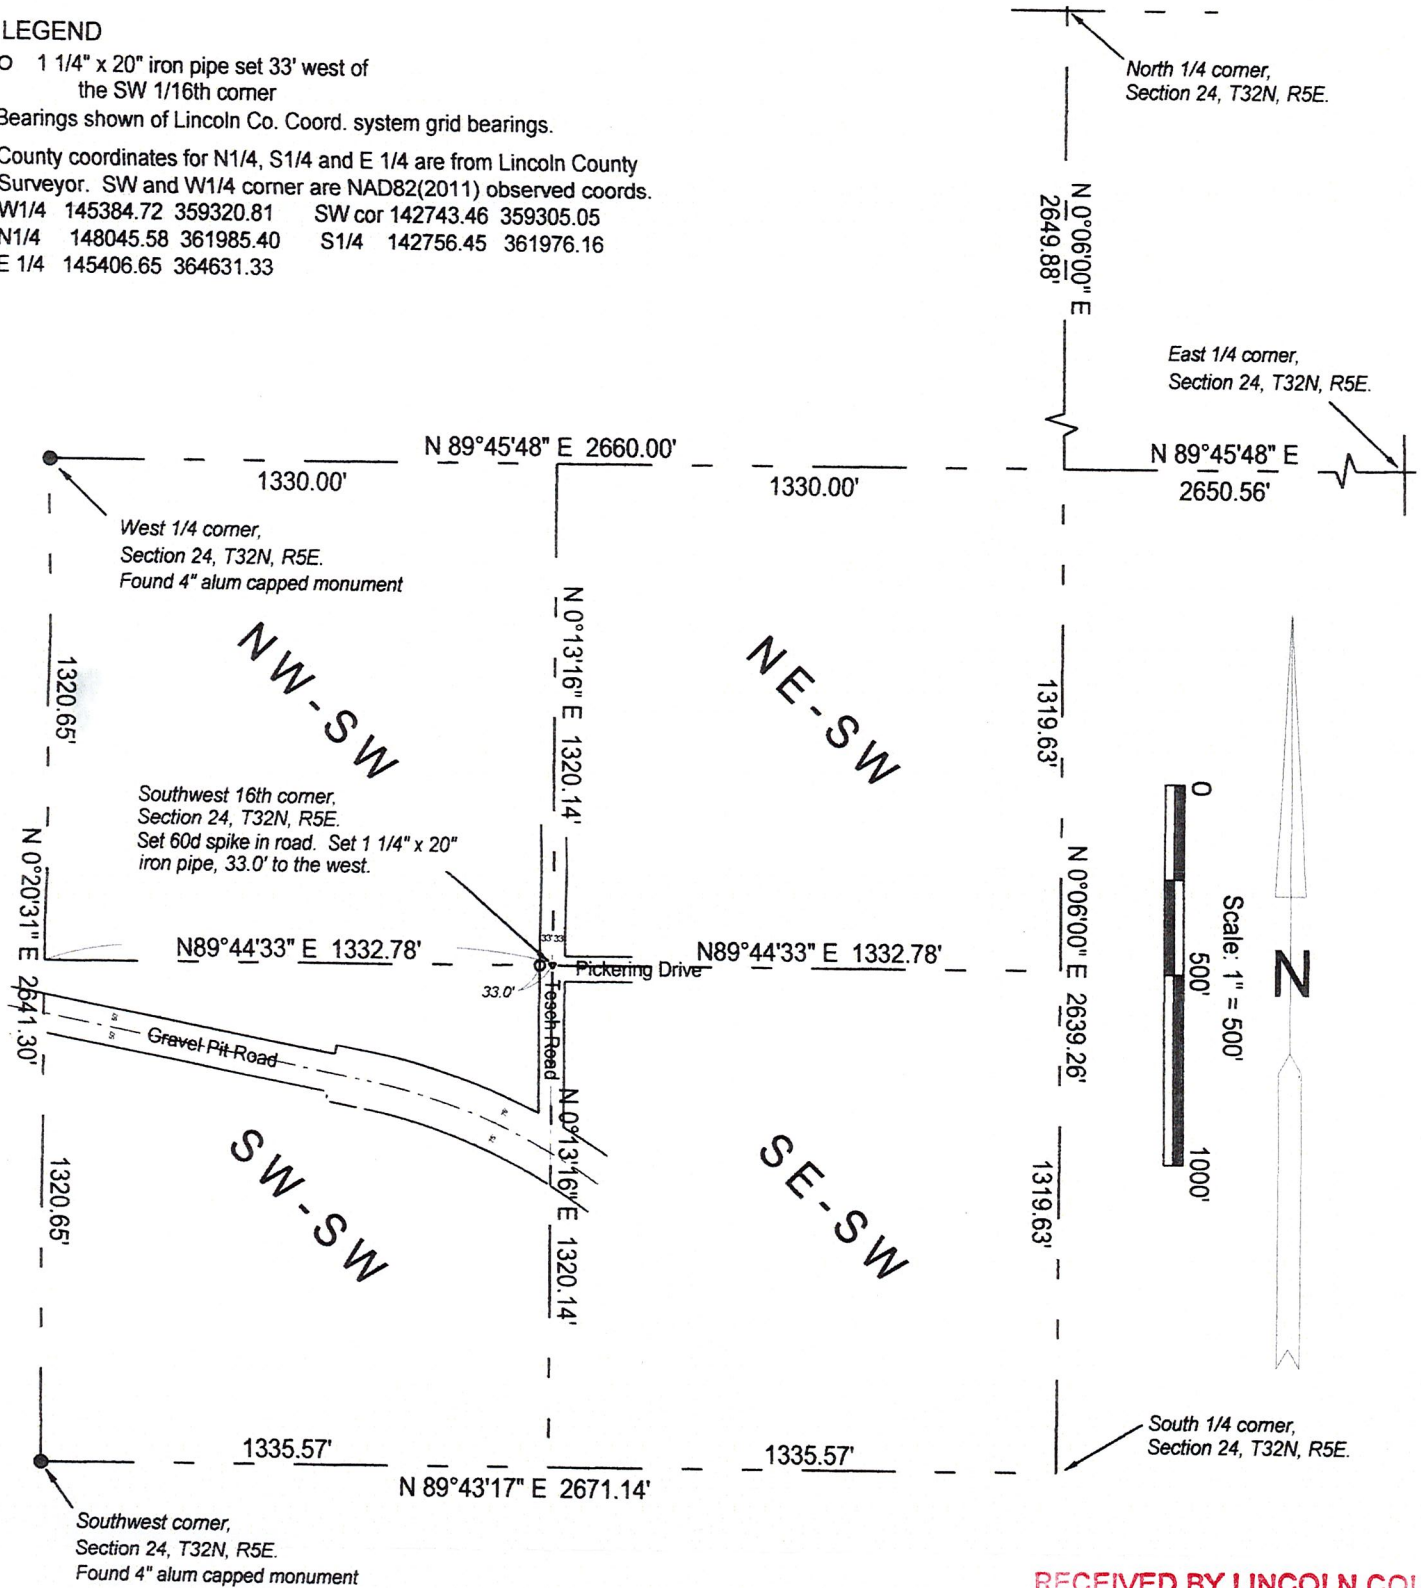 LEGEND
O 1 1/4" x 20" iron pipe set 33' west of
the SW 1/16th corner
Bearings shown of Lincoln Co. Coord. system grid bearings.
County coordinates for N1/4, S1/4 and E 1/4 are from Lincoln County
Surveyor. SW and W1/4 corner are NAD82(2011) observed coords.
W1/4 145384.72 359320.81 SW cor 142743.46 359305.05
N1/4 148045.58 361985.40 S1/4 142756.45 361976.16
E 1/4 145406.65 364631.33
North 1/4 corner,
Section 24, T32N, R5E.
N 0°06'00" E
2649.88'
East 1/4 corner,
Section 24, T32N, R5E.
N 89°45'48" E 2660.00'
1330.00'
1330.00'
N 89°45'48" E
2650.56'
West 1/4 corner,
Section 24, T32N, R5E.
Found 4" alum capped monument
1320.65'
NW-SW
N 0°13'16" E 1320.14'
NE-SW
1319.63'
Southwest 16th corner,
Section 24, T32N, R5E.
Set 60d spike in road. Set 1 1/4" x 20"
iron pipe, 33.0' to the west.
N 0°20'31" E 2641.30'
N89°44'33" E 1332.78'
33' 33'
33.0'
Pickering Drive
N89°44'33" E 1332.78'
N 0°06'00" E 2639.26'
0
500'
1000'
Scale: 1" = 500'
N
Gravel Pit Road
Tesch Road
SW-SW
N 0°13'16" E 1320.14'
SE-SW
1320.65'
1319.63'
1335.57'
1335.57'
N 89°43'17" E 2671.14'
South 1/4 corner,
Section 24, T32N, R5E.
Southwest corner,
Section 24, T32N, R5E.
Found 4" alum capped monument
RECEIVED BY LINCOLN COU